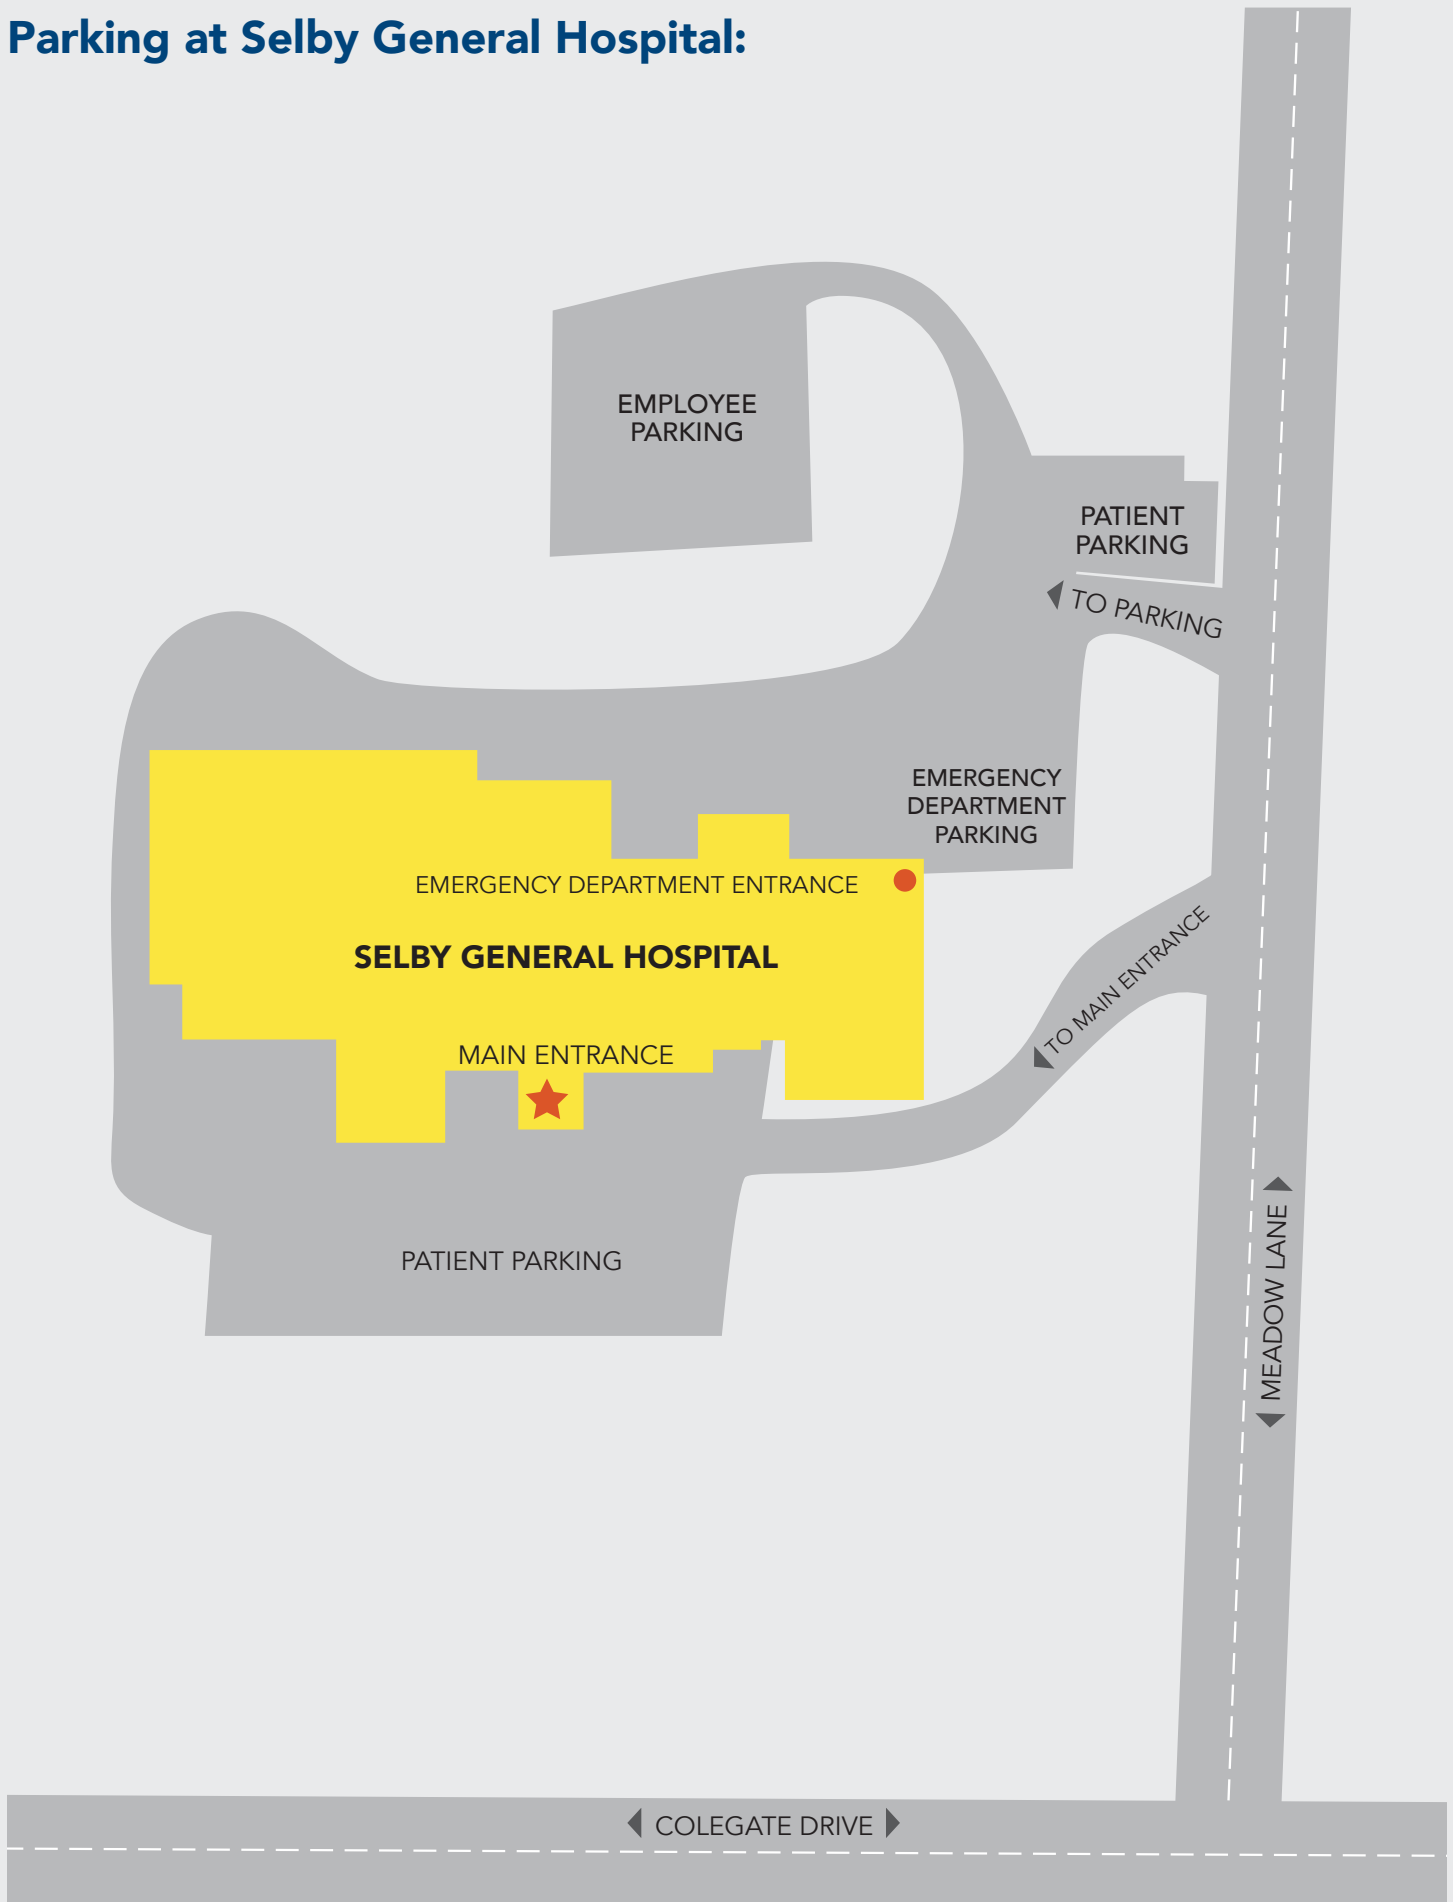 Parking at Selby General Hospital:
EMPLOYEE
PARKING
PATIENT
PARKING
TO PARKING
EMERGENCY
DEPARTMENT
PARKING
EMERGENCY DEPARTMENT ENTRANCE
SELBY GENERAL HOSPITAL
TO MAIN ENTRANCE
MAIN ENTRANCE
PATIENT PARKING
MEADOW LANE
COLEGATE DRIVE